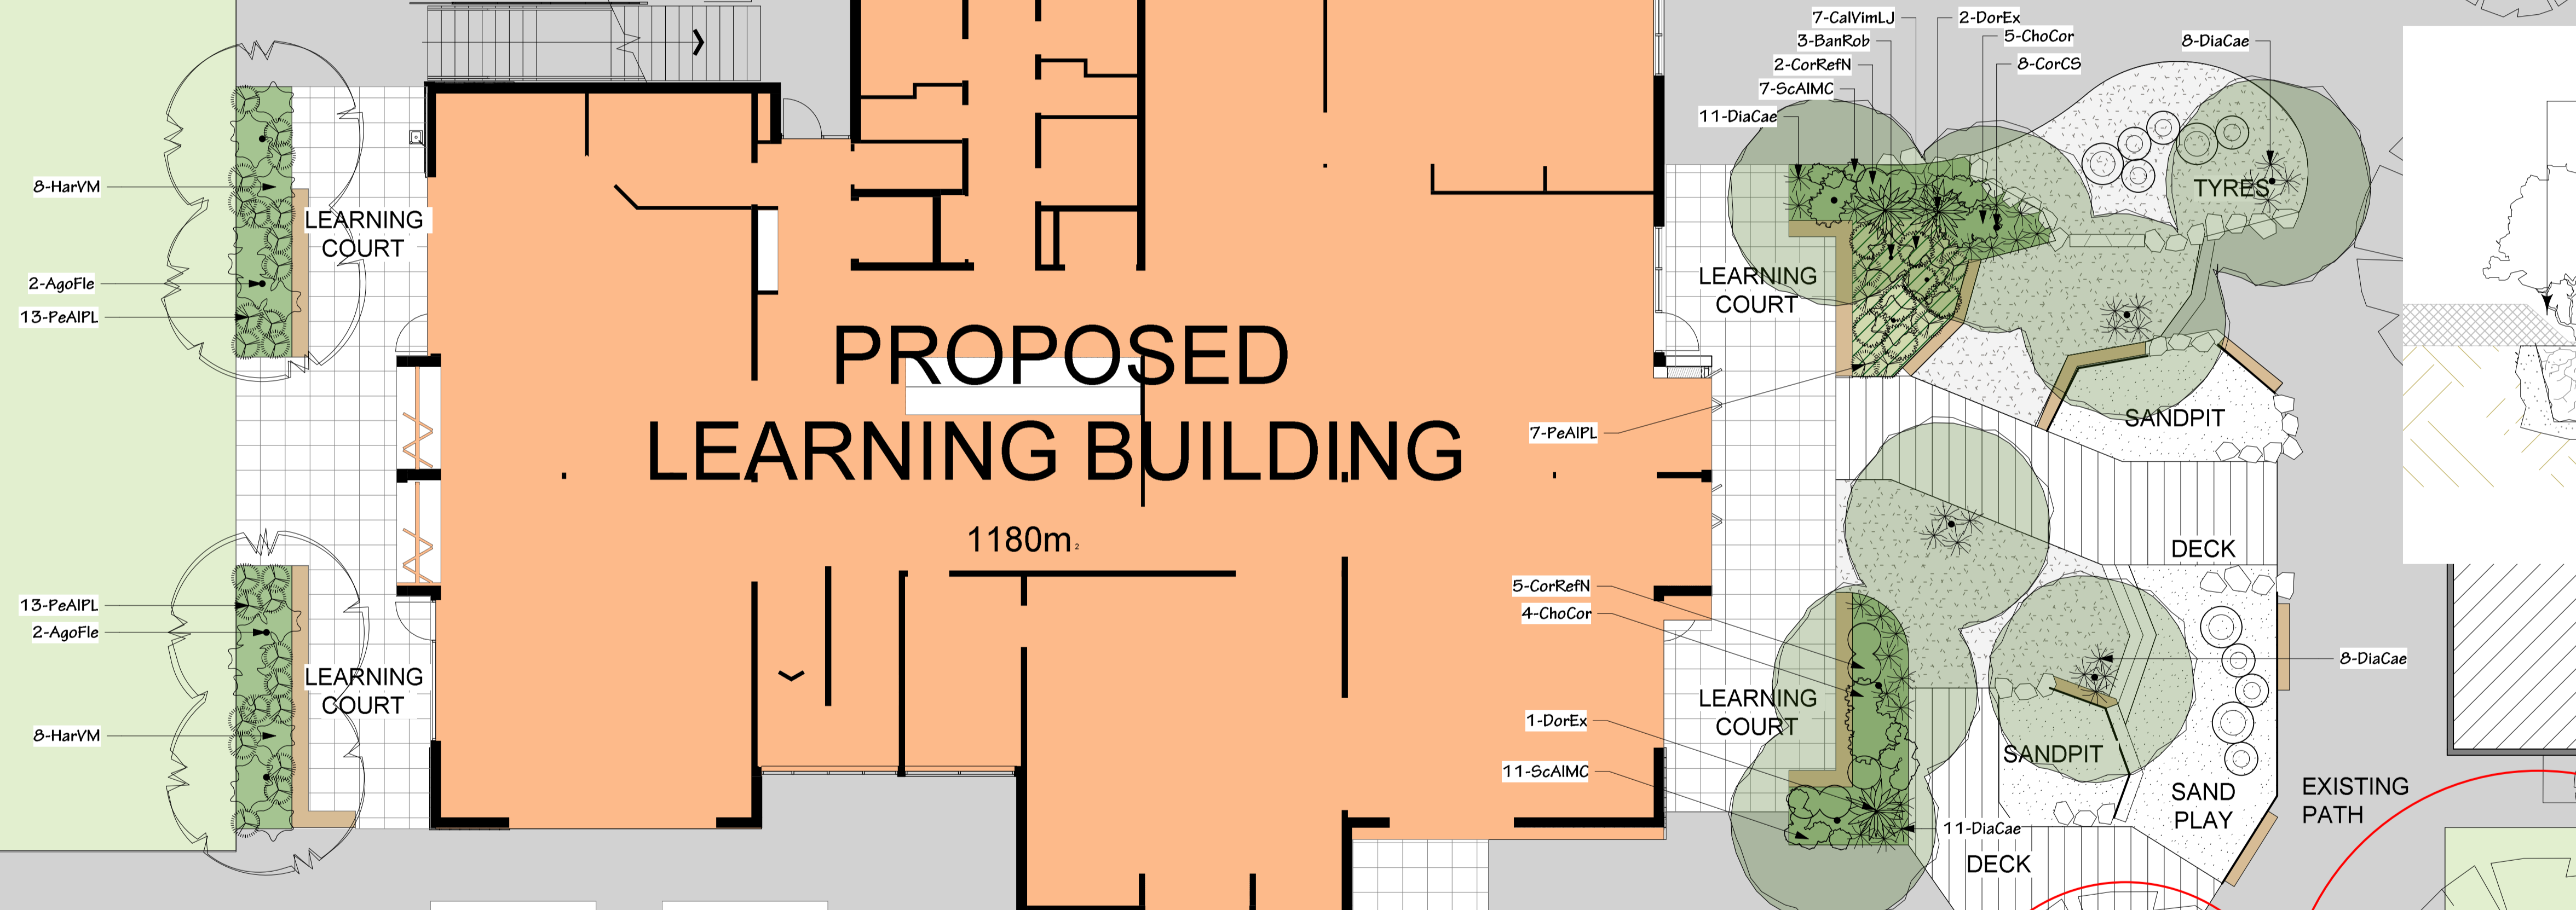 7-CalVimLJ
2-DorEx
3-BanRob
5-ChoCor
8-DiaCae
2-CorRefN
8-CorCS
7-ScAlMC
11-DiaCae
8-HarVM
LEARNING
COURT
TYRES
2-AgoFle
LEARNING
COURT
13-PeAlPL
PROPOSED
LEARNING BUILDING
1180m2
SANDPIT
7-PeAlPL
DECK
5-CorRefN
4-ChoCor
13-PeAlPL
2-AgoFle
8-DiaCae
LEARNING
COURT
LEARNING
COURT
1-DorEx
8-HarVM
SANDPIT
11-ScAlMC
SAND
PLAY
EXISTING
PATH
11-DiaCae
DECK